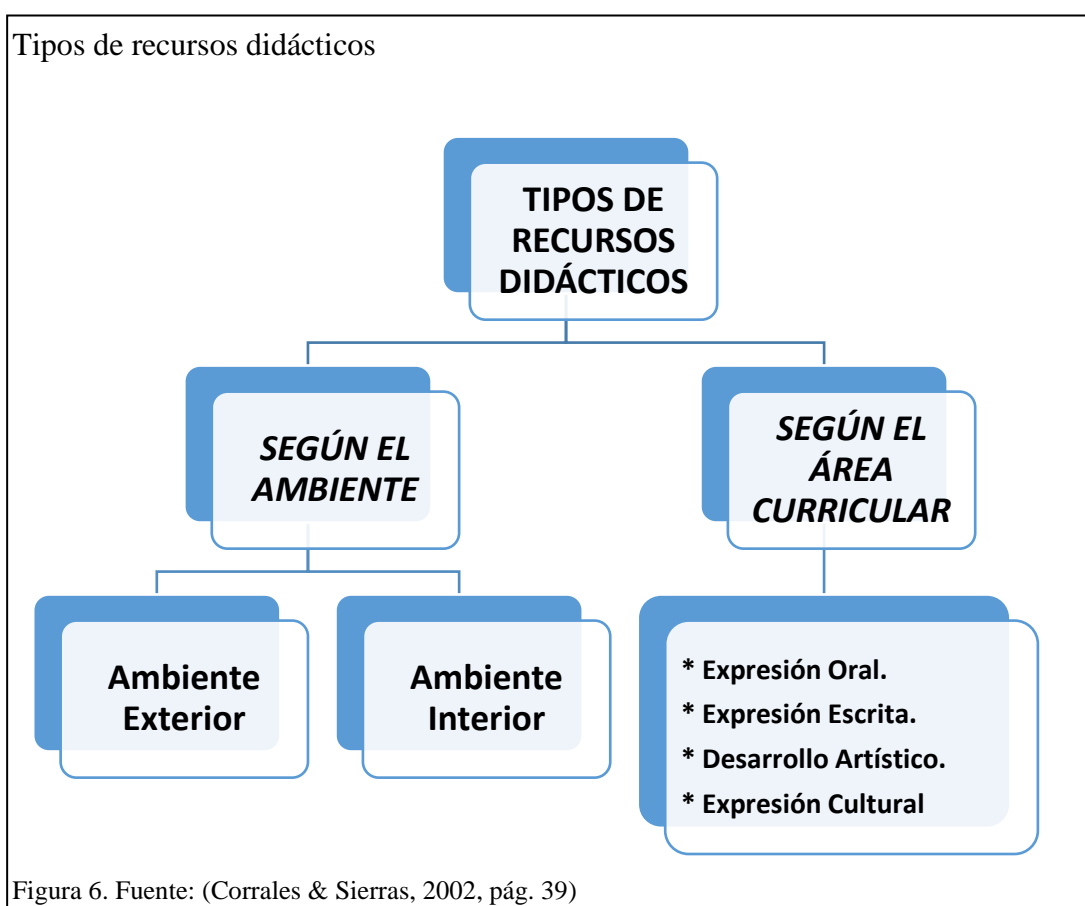 Tipos de recursos didácticos
TIPOS DE
RECURSOS
DIDÁCTICOS
SEGÚN EL
AMBIENTE
SEGÚN EL
ÁREA
CURRICULAR
Ambiente
Exterior
Ambiente
Interior
* Expresión Oral.
* Expresión Escrita.
* Desarrollo Artístico.
* Expresión Cultural
Figura 6. Fuente: (Corrales & Sierras, 2002, pág. 39)